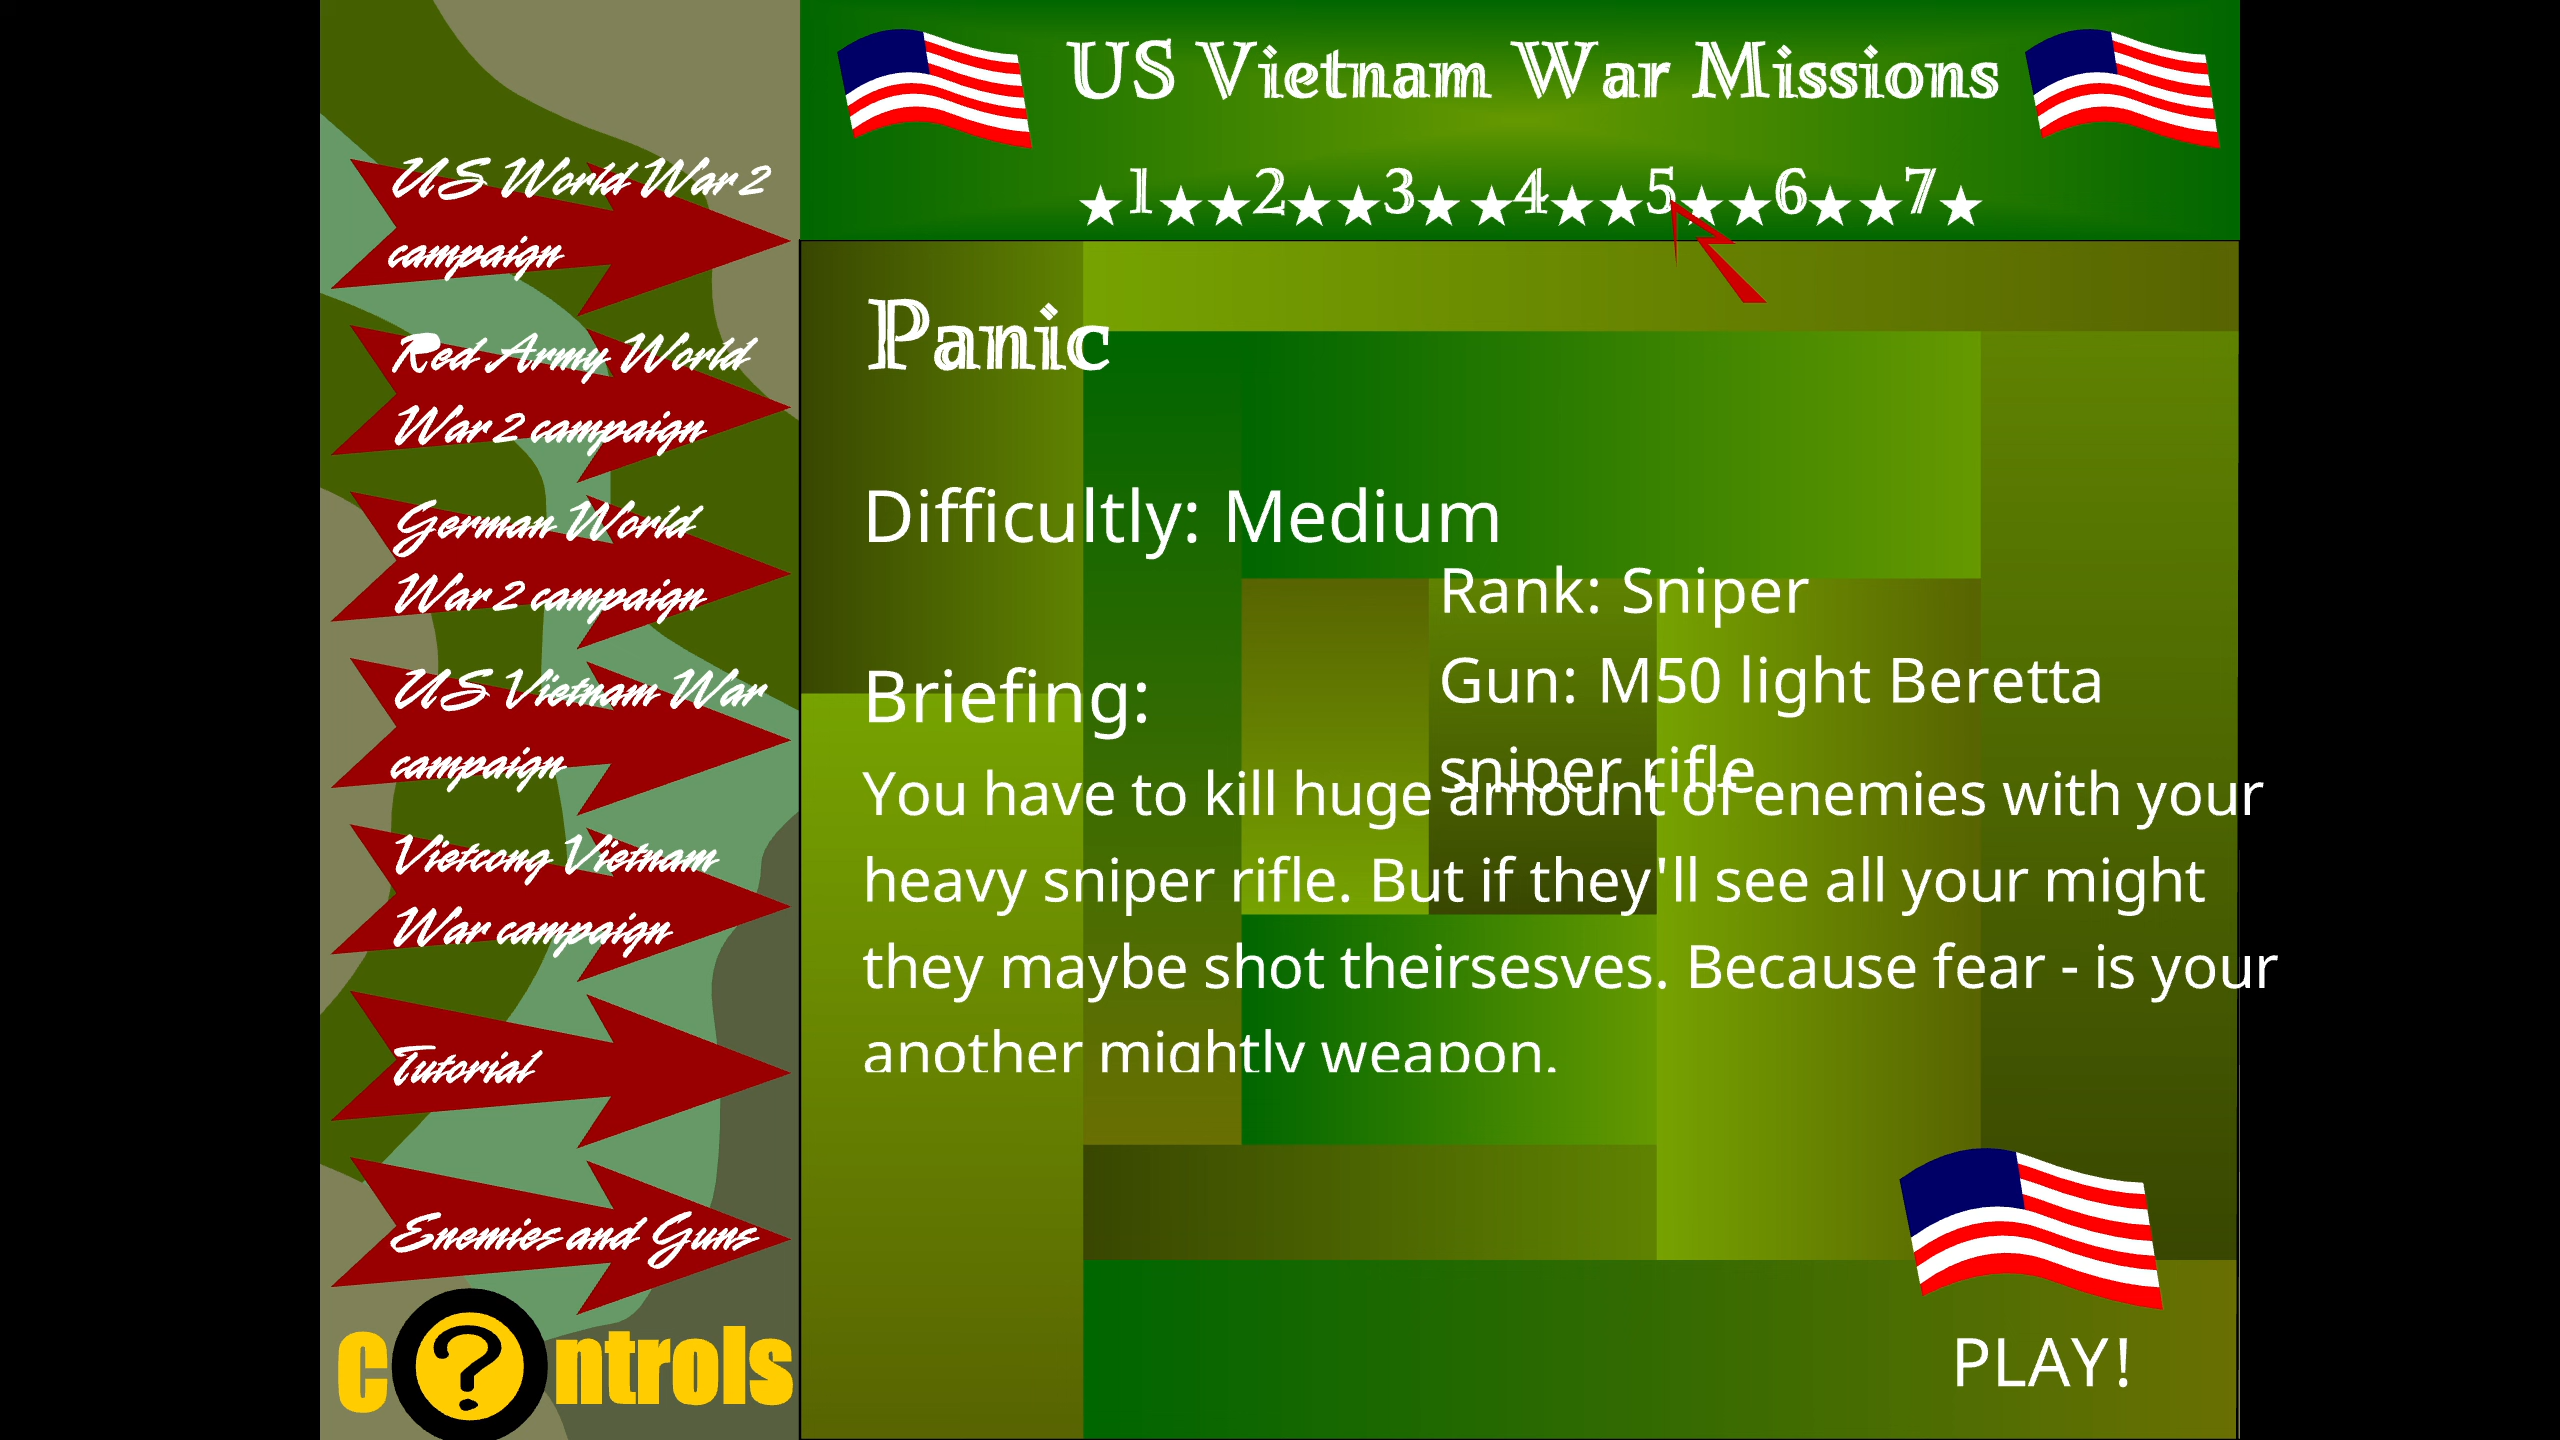 US Vietnam War Missions
★1★★2★★3★★4★★5★★6★★7★
US World War 2
campaign
Red Army World
War 2 campaign
German World
War 2 campaign
US Vietnam War
campaign
Vietcong Vietnam
War campaign
Tutorial
Enemies and Guns
c?ntrols
Panic
Difficultly: Medium
Rank: Sniper
Gun: M50 light Beretta
sniper rifle
Briefing:
You have to kill huge amount of enemies with your
heavy sniper rifle. But if they'll see all your might
they maybe shot theirsesves. Because fear - is your
another mightly weapon.
PLAY!